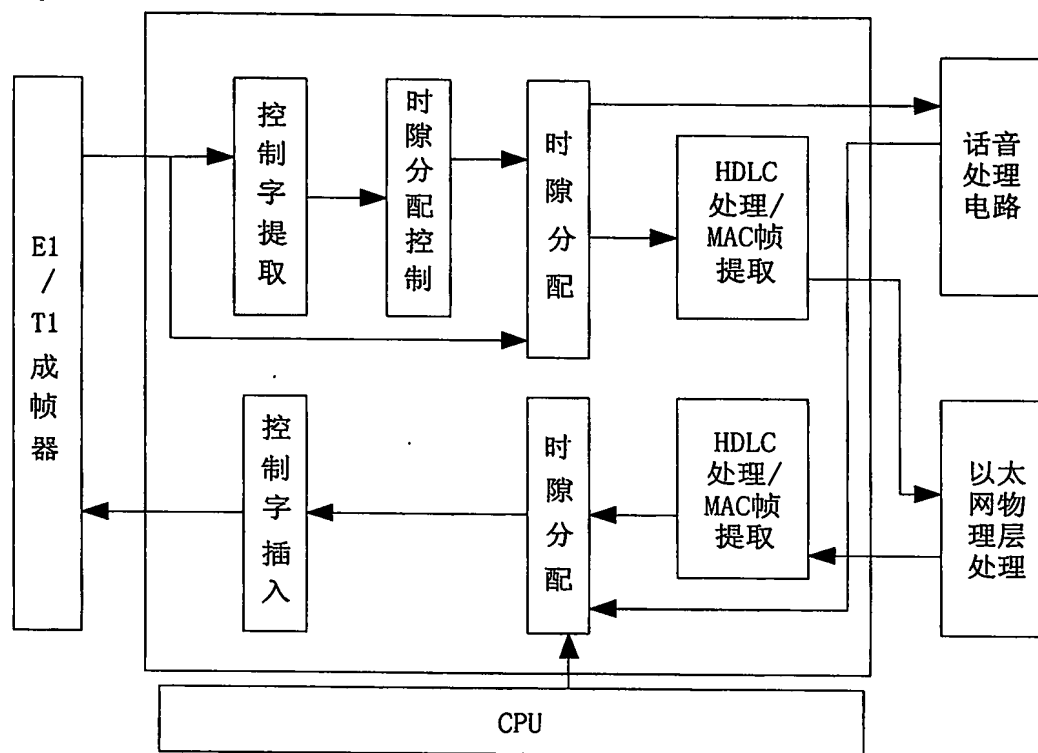 E1
/
T1
成
帧
器
控
制
字
提
取
时
隙
分
配
控
制
时
隙
分
配
HDLC
处理/
MAC帧
提取
话音
处理
电路
控
制
字
插
入
时
隙
分
配
HDLC
处理/
MAC帧
提取
以太
网物
理层
处理
CPU